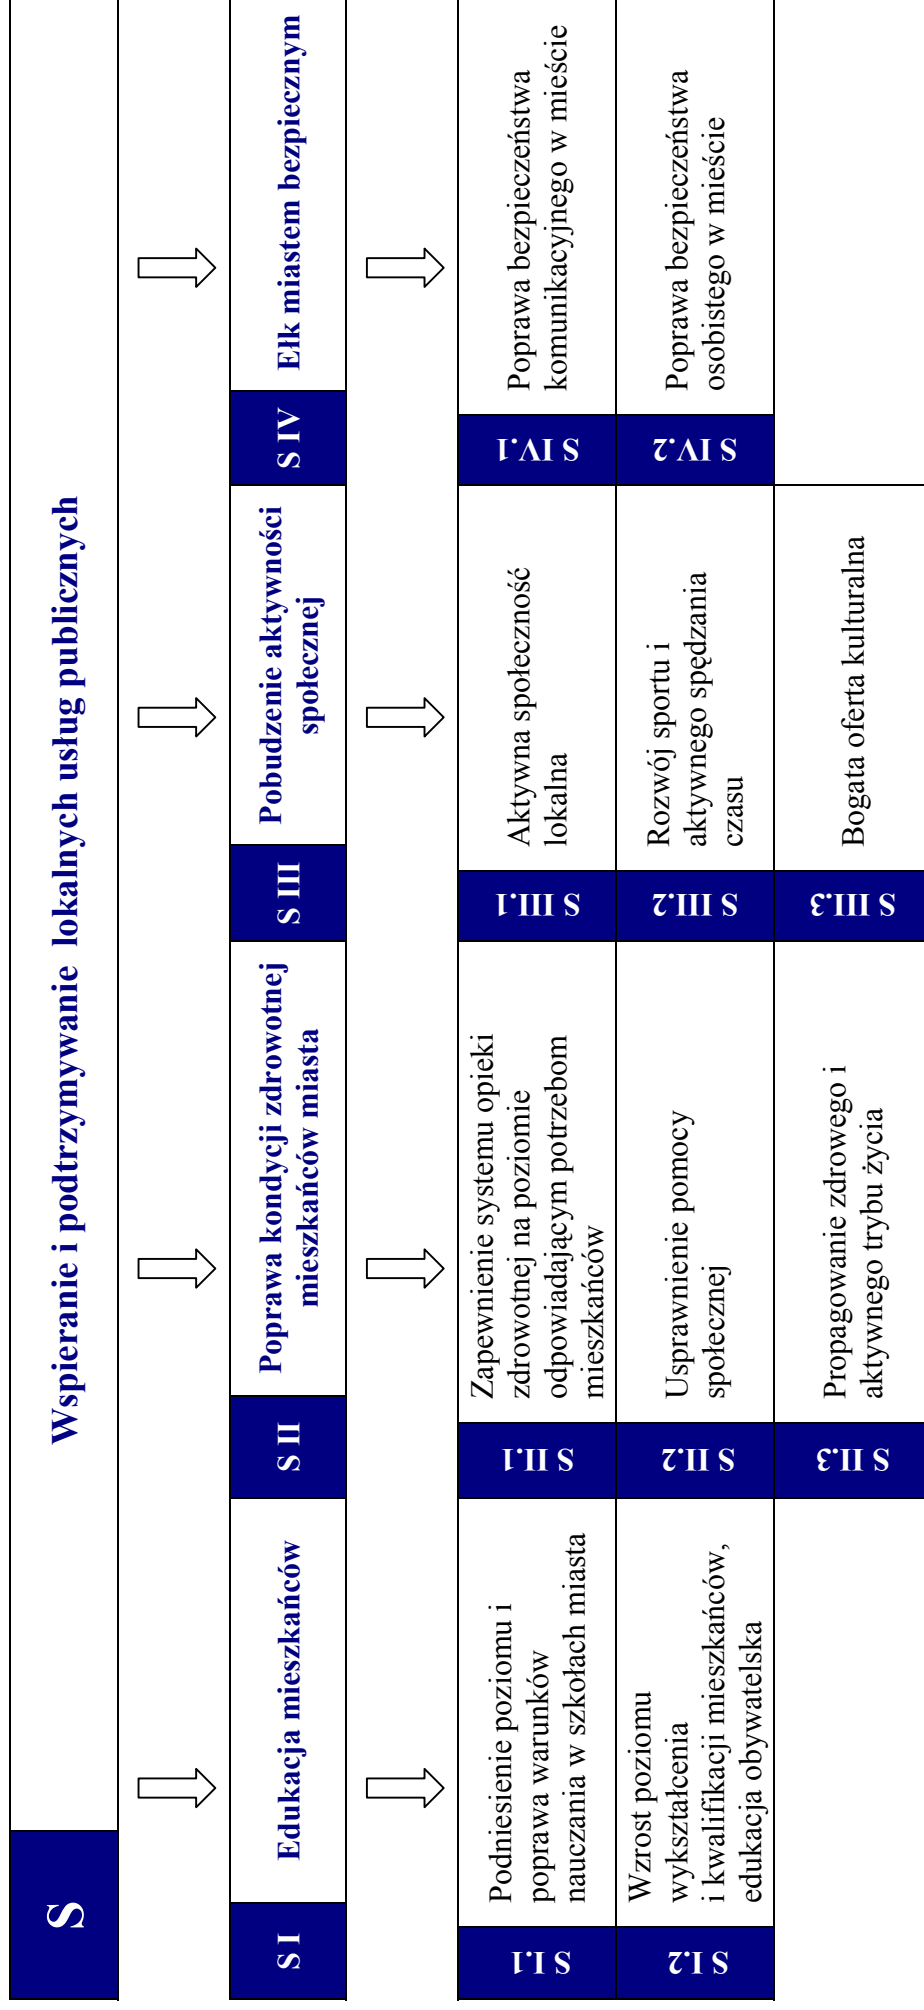 S
Wspieranie i podtrzymywanie lokalnych usług publicznych
S I
Edukacja mieszkańców
S II
Poprawa kondycji zdrowotnej
mieszkańców miasta
S III
Pobudzenie aktywności
społecznej
S IV
Ełk miastem bezpiecznym
S I.1
Podniesienie poziomu i
poprawa warunków
nauczania w szkołach miasta
S II.1
Zapewnienie systemu opieki
zdrowotnej na poziomie
odpowiadającym potrzebom
mieszkańców
S III.1
Aktywna społeczność
lokalna
S IV.1
Poprawa bezpieczeństwa
komunikacyjnego w mieście
S I.2
Wzrost poziomu
wykształcenia
i kwalifikacji mieszkańców,
edukacja obywatelska
S II.2
Usprawnienie pomocy
społecznej
S III.2
Rozwój sportu i
aktywnego spędzania
czasu
S IV.2
Poprawa bezpieczeństwa
osobistego w mieście
S II.3
Propagowanie zdrowego i
aktywnego trybu życia
S III.3
Bogata oferta kulturalna